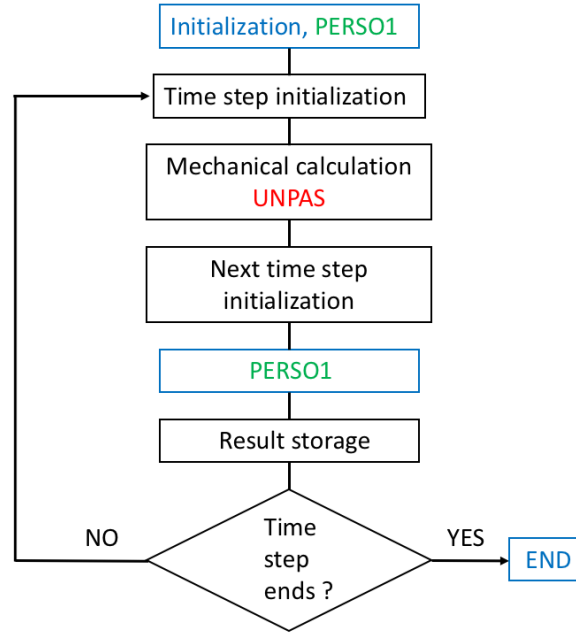 Initialization, PERSO1
Time step initialization
Mechanical calculation
UNPAS
Next time step
initialization
PERSO1
Result storage
NO
Time
step
ends ?
YES
END